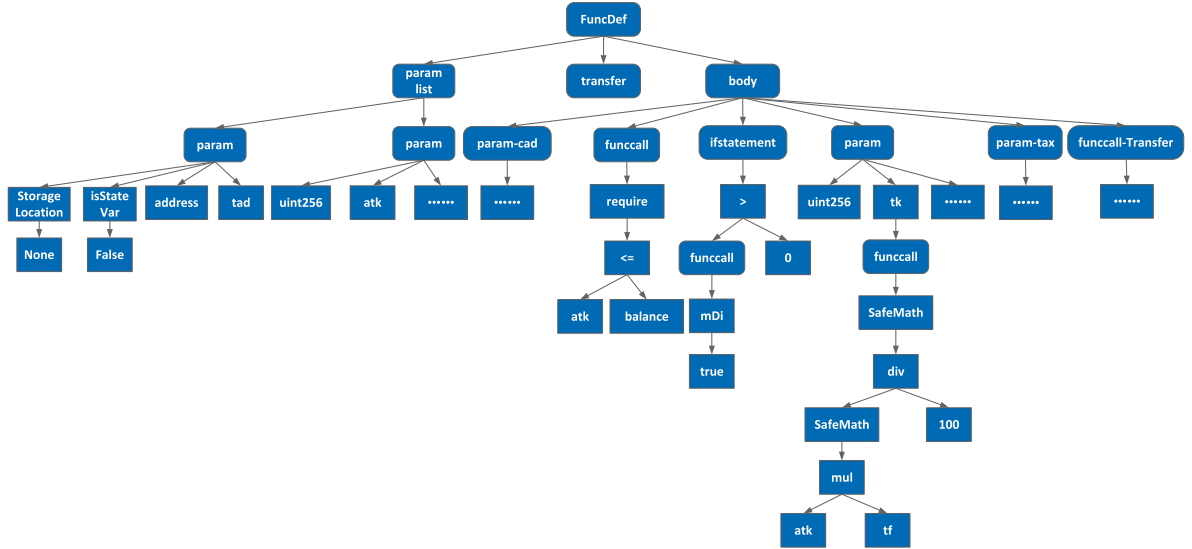 FuncDef
param
list
transfer
body
param
param
param-cad
funccall
ifstatement
param
param-tax
funccall-Transfer
Storage
Location
isState
Var
address
tad
uint256
atk
••••••
••••••
require
>
uint256
tk
••••••
••••••
••••••
None
False
<=
funccall
0
funccall
atk
balance
mDi
SafeMath
true
div
SafeMath
100
mul
atk
tf